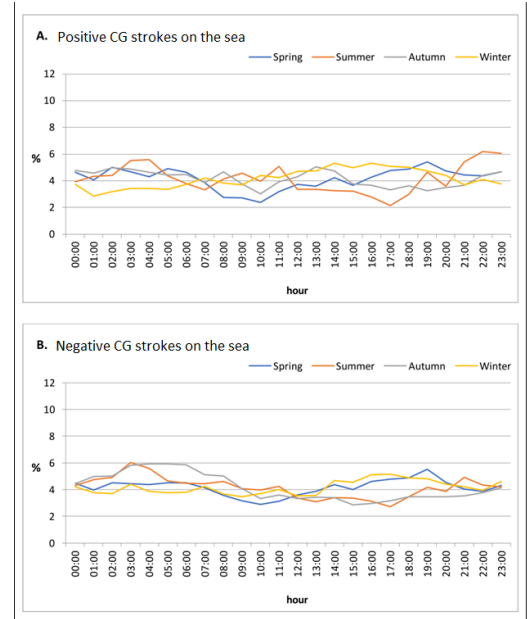 A. Positive CG strokes on the sea
Spring Summer Autumn Winter
12
10
8
6
%
4
2
0
00:00 01:00 02:00 03:00 04:00 05:00 06:00 07:00 08:00 09:00 10:00 11:00 12:00 13:00 14:00 15:00 16:00 17:00 18:00 19:00 20:00 21:00 22:00 23:00
hour
B. Negative CG strokes on the sea
Spring Summer Autumn Winter
12
10
8
6
%
4
2
0
00:00 01:00 02:00 03:00 04:00 05:00 06:00 07:00 08:00 09:00 10:00 11:00 12:00 13:00 14:00 15:00 16:00 17:00 18:00 19:00 20:00 21:00 22:00 23:00
hour